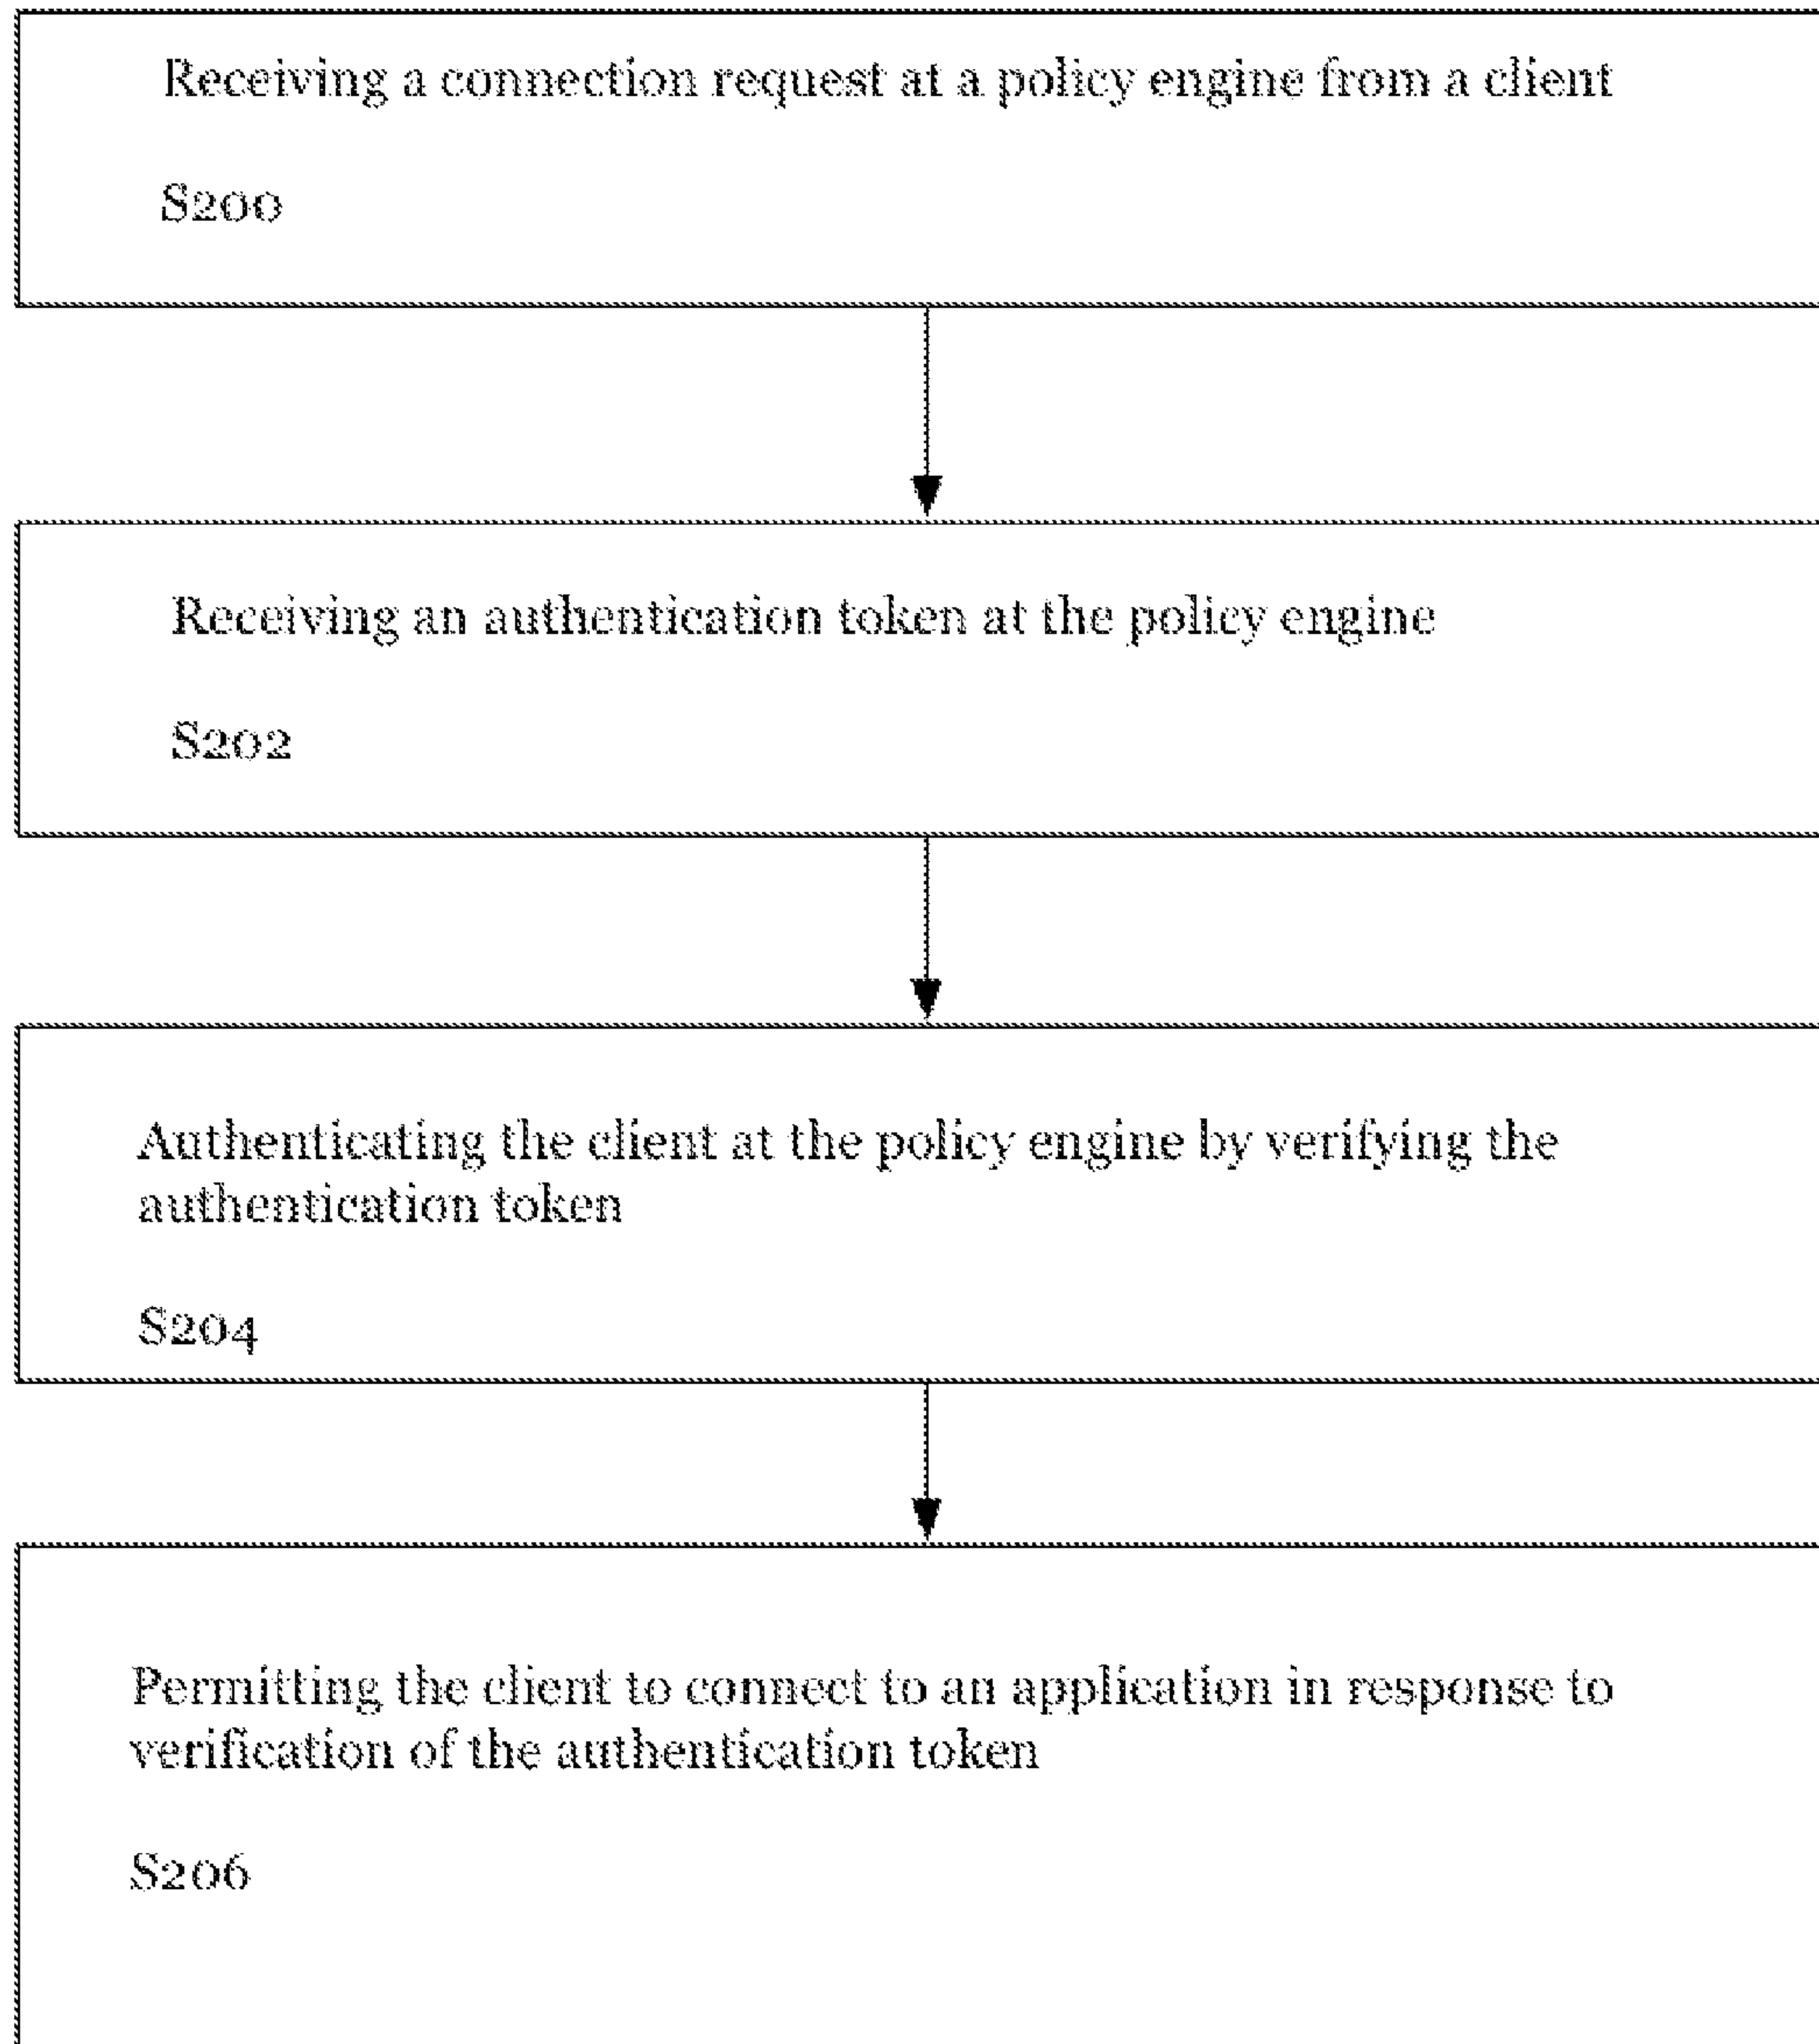 Receiving a connection request at a policy engine from a client
S200
Receiving an authentication token at the policy engine
S202
Authenticating the client at the policy engine by verifying the
authentication token
S204
Permitting the client to connect to an application in response to
verification of the authentication token
S206